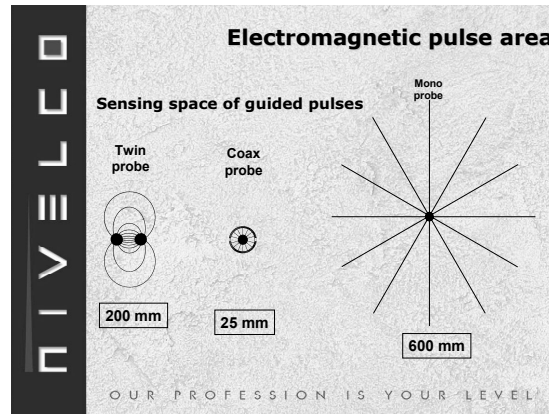 Electromagnetic pulse area
Mono
probe
Sensing space of guided pulses
Twin
probe
Coax
probe
200 mm
25 mm
600 mm
OUR PROFESSION IS YOUR LEVEL
NIVELCO